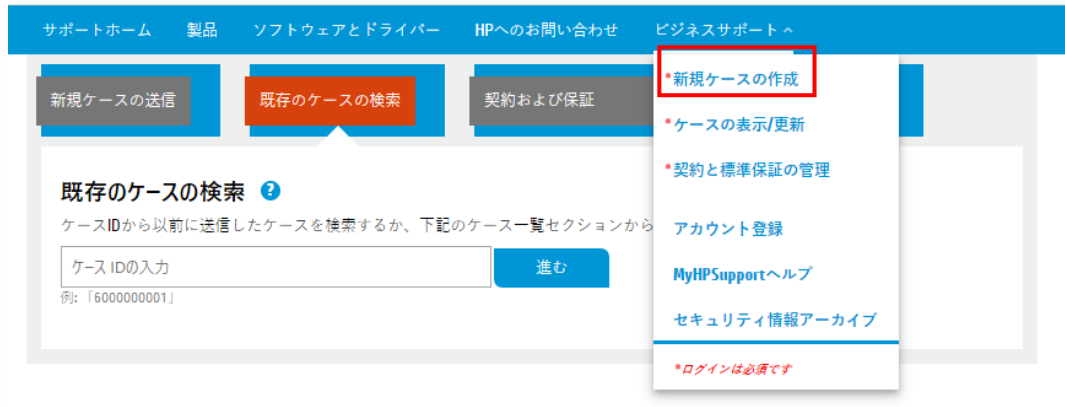 サポートホーム 製品 ソフトウェアとドライバー HPへのお問い合わせ ビジネスサポート
新規ケースの送信 既存のケースの検索 契約および保証
*新規ケースの作成
*ケースの表示/更新
*契約と標準保証の管理
アカウント登録
MyHPSupportヘルプ
セキュリティ情報アーカイブ
*ログインは必須です
既存のケースの検索 ?
ケースIDから以前に送信したケースを検索するか、下記のケース一覧セクションから
ケース IDの入力 進む
例: 「6000000001」